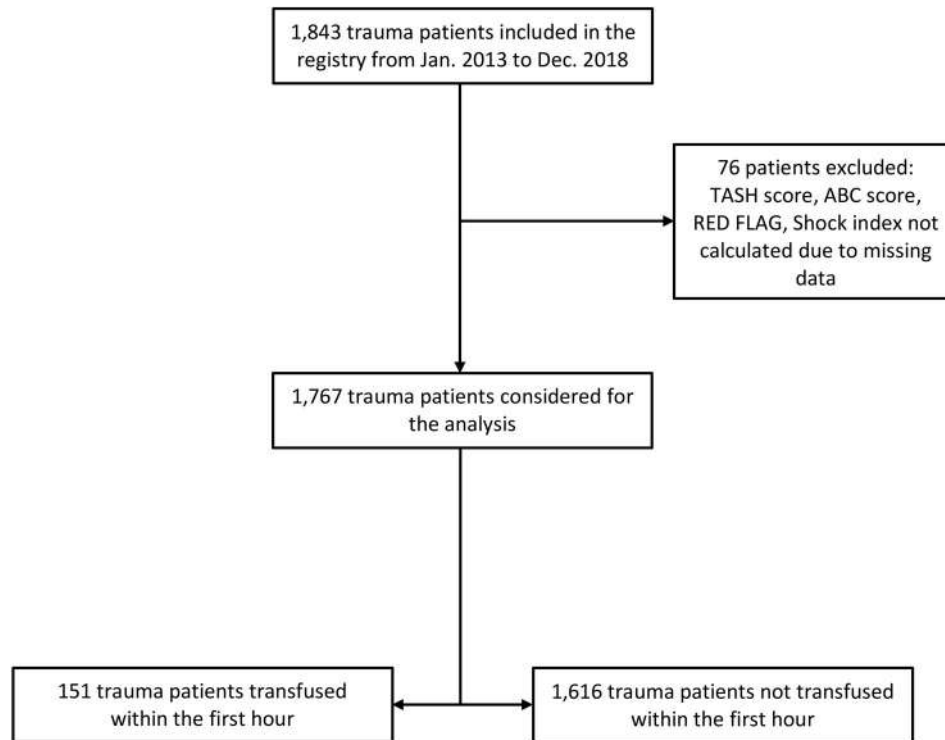 1,843 trauma patients included in the
registry from Jan. 2013 to Dec. 2018
76 patients excluded:
TASH score, ABC score,
RED FLAG, Shock index not
calculated due to missing
data
1,767 trauma patients considered for
the analysis
151 trauma patients transfused
within the first hour
1,616 trauma patients not transfused
within the first hour